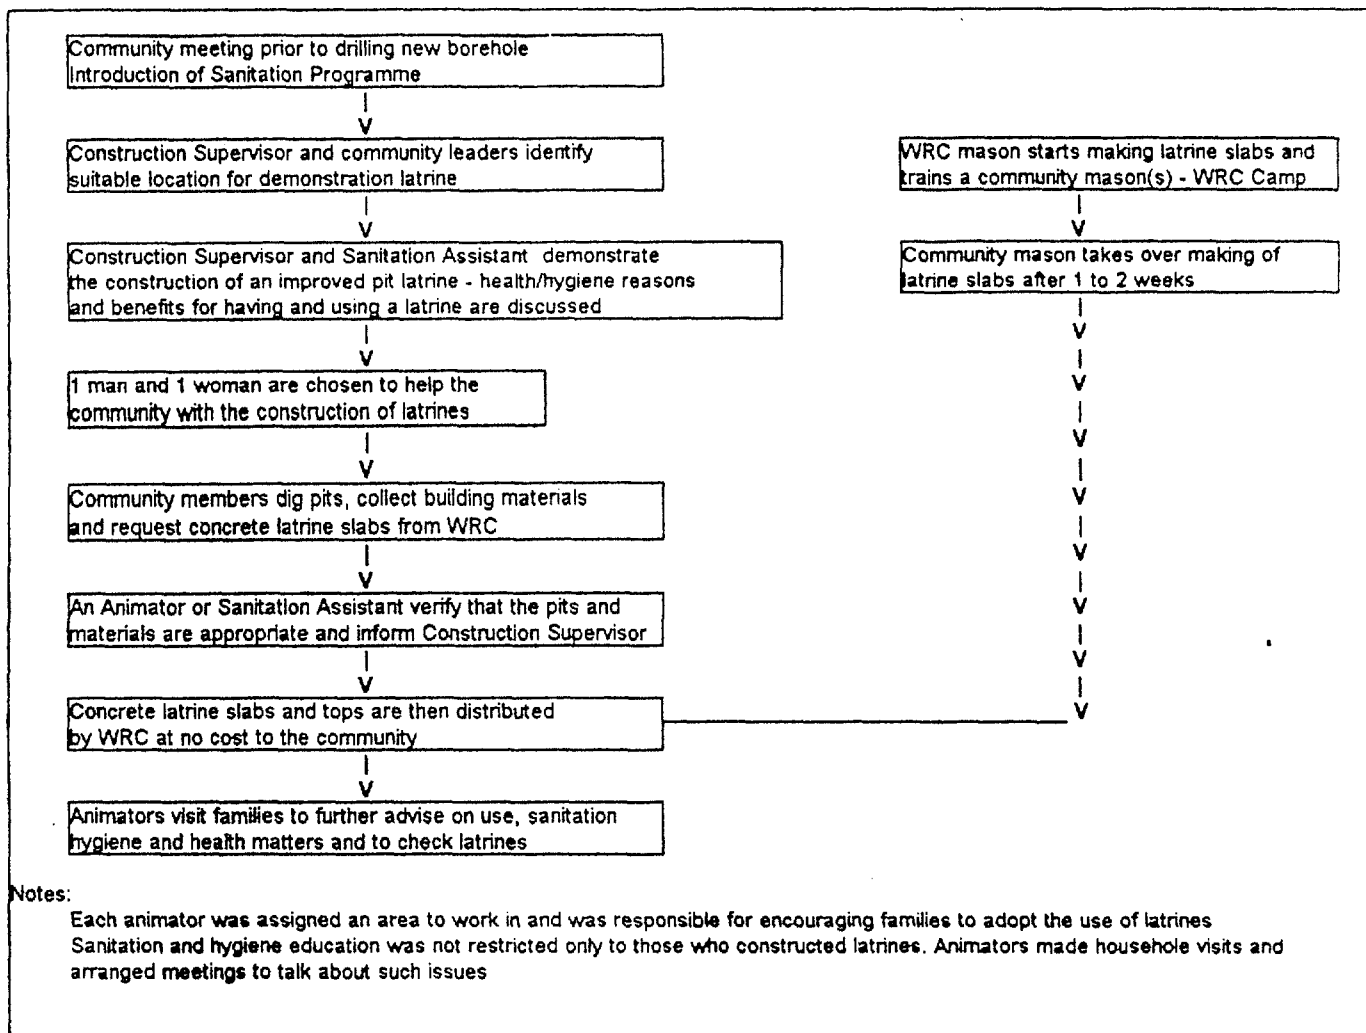 Community meeting prior to drilling new borehole
Introduction of Sanitation Programme
Construction Supervisor and community leaders identify
suitable location for demonstration latrine
Construction Supervisor and Sanitation Assistant demonstrate
the construction of an improved pit latrine - health/hygiene reasons
and benefits for having and using a latrine are discussed
1 man and 1 woman are chosen to help the
community with the construction of latrines
Community members dig pits, collect building materials
and request concrete latrine slabs from WRC
An Animator or Sanitation Assistant verify that the pits and
materials are appropriate and inform Construction Supervisor
Concrete latrine slabs and tops are then distributed
by WRC at no cost to the community
Animators visit families to further advise on use, sanitation
hygiene and health matters and to check latrines
WRC mason starts making latrine slabs and
trains a community mason(s) - WRC Camp
Community mason takes over making of
latrine slabs after 1 to 2 weeks
Notes:
Each animator was assigned an area to work in and was responsible for encouraging families to adopt the use of latrines
Sanitation and hygiene education was not restricted only to those who constructed latrines. Animators made househole visits and
arranged meetings to talk about such issues